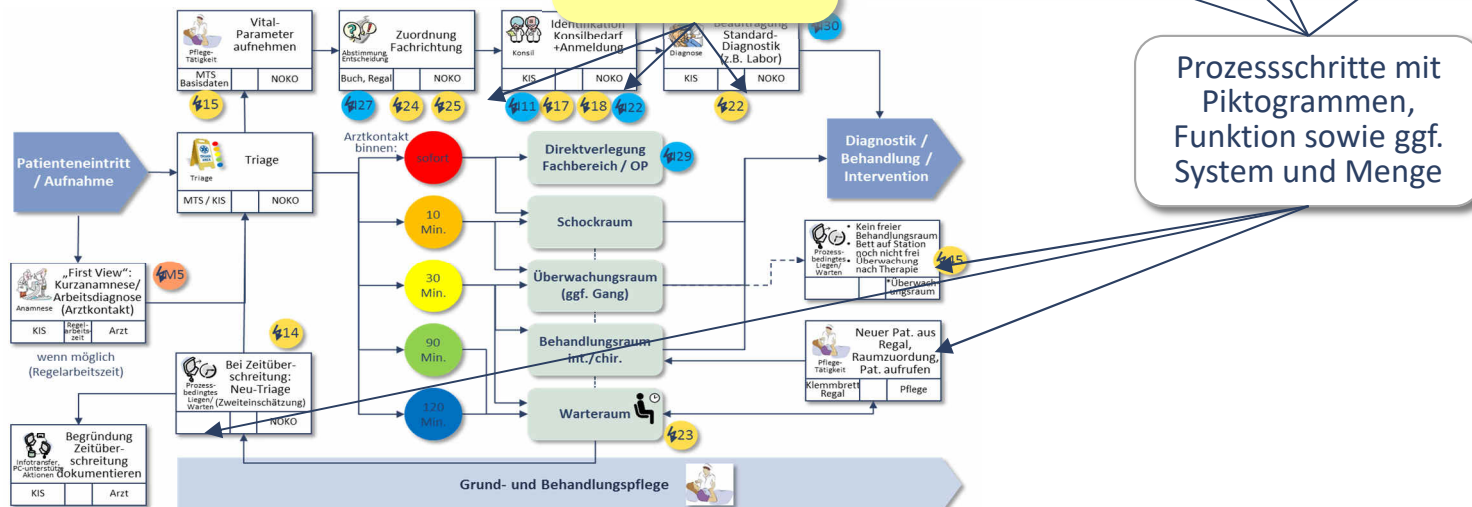 Vital-
Parameter
aufnehmen
Pflege-
Tätigkeit
MTS
Basisdaten
NOKO
15
Zuordnung
Fachrichtung
Abstimmung,
Entscheidung
Buch, Regal
NOKO
27
24
25
Identifikation
Konsilbedarf
+Anmeldung
Konsil
KIS
NOKO
11
17
18
22
Beauftragung
Standard-
Diagnostik
(z.B. Labor)
Diagnose
KIS
NOKO
30
22
Prozessschritte mit
Piktogrammen,
Funktion sowie ggf.
System und Menge
Patienteneintritt
/ Aufnahme
Triage
Triage
MTS / KIS
NOKO
Arztkontakt
binnen:
sofort
10
Min.
30
Min.
90
Min.
120
Min.
Direktverlegung
Fachbereich / OP
29
Schockraum
Überwachungsraum
(ggf. Gang)
Behandlungsraum
int./chir.
Warteraum
23
Diagnostik /
Behandlung /
Intervention
• Kein freier
Behandlungsraum
• Bett auf Station
noch nicht frei
• Überwachung
nach Therapie
Prozess-
bedingtes
Liegen/
Warten
*Überwach
ungsraum
Neuer Pat. aus
Regal,
Raumzuordung,
Pat. aufrufen
Pflege-
Tätigkeit
Klemmbrett
Regal
Pflege
„First View“:
Kurzanamnese/
Arbeitsdiagnose
(Arztkontakt)
Anamnese
KIS
Regel-
arbeits-
zeit
Arzt
M5
wenn möglich
(Regelarbeitszeit)
14
Bei Zeitüber-
schreitung:
Neu-Triage
(Zweiteinschätzung)
Prozess-
bedingtes
Liegen/
Warten
NOKO
Begründung
Zeitüber-
schreitung
dokumentieren
Infotransfer,
PC-unterstütze
Aktionen
KIS
Arzt
Grund- und Behandlungspflege